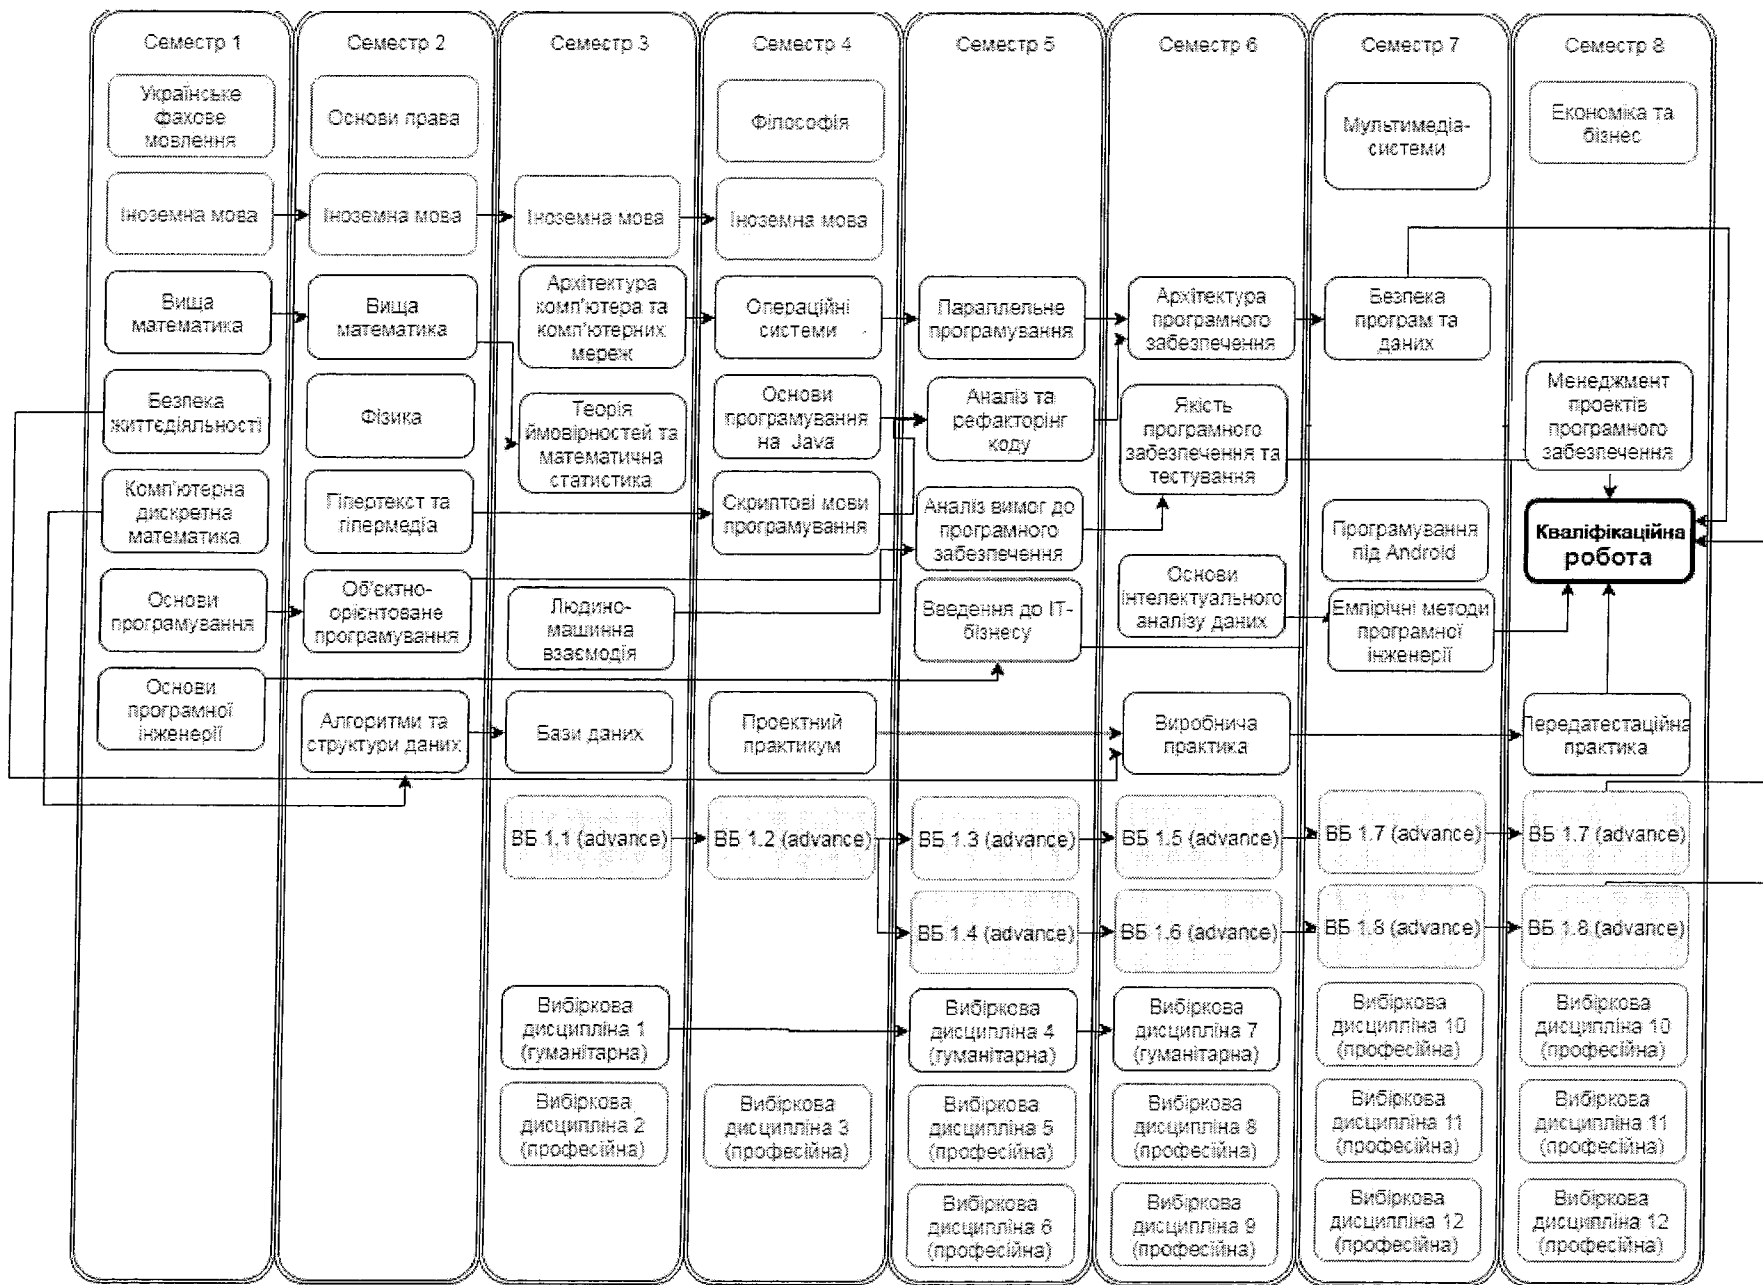 Семестр 1
Українське
фахове
мовлення
Іноземна мова
Вища
математика
Безпека
життєдіяльності
Комп'ютерна
дискретна
математика
Основи
програмування
Основи
програмної
інженерії
Семестр 2
Основи права
Іноземна мова
Вища
математика
Фізика
Гіпертекст та
гіпермедіа
Об'єктно-
орієнтоване
програмування
Алгоритми та
структури даних
Семестр 3
Іноземна мова
Архітектура
комп'ютера та
комп'ютерних
мереж
Теорія
ймовірностей та
математична
статистика
Людино-
машинна
взаємодія
Бази даних
ВБ 1.1 (advance)
Вибіркова
дисципліна 1
(гуманітарна)
Вибіркова
дисципліна 2
(професійна)
Семестр 4
Філософія
Іноземна мова
Операційні
системи
Основи
програмування
на Java
Скриптові мови
програмування
Проектний
практикум
ВБ 1.2 (advance)
Вибіркова
дисципліна 3
(професійна)
Семестр 5
Параллельне
програмування
Аналіз та
рефакторінг
коду
Аналіз вимог до
програмного
забезпечення
Введення до ІТ-
бізнесу
ВБ 1.3 (advance)
ВБ 1.4 (advance)
Вибіркова
дисципліна 4
(гуманітарна)
Вибіркова
дисципліна 5
(професійна)
Вибіркова
дисципліна 6
(професійна)
Семестр 6
Архітектура
програмного
забезпечення
Якість
програмного
забезпечення та
тестування
Основи
інтелектуального
аналізу даних
Виробнича
практика
ВБ 1.5 (advance)
ВБ 1.6 (advance)
Вибіркова
дисципліна 7
(гуманітарна)
Вибіркова
дисципліна 8
(професійна)
Вибіркова
дисципліна 9
(професійна)
Семестр 7
Мультимедіа-
системи
Безпека
програм та
даних
Програмування
під Android
Емпірічні методи
програмної
інженерії
ВБ 1.7 (advance)
ВБ 1.8 (advance)
Вибіркова
дисципліна 10
(професійна)
Вибіркова
дисципліна 11
(професійна)
Вибіркова
дисципліна 12
(професійна)
Семестр 8
Економіка та
бізнес
Менеджмент
проектів
програмного
забезпечення
Кваліфікаційна
робота
Передатестаційна
практика
ВБ 1.7 (advance)
ВБ 1.8 (advance)
Вибіркова
дисципліна 10
(професійна)
Вибіркова
дисципліна 11
(професійна)
Вибіркова
дисципліна 12
(професійна)